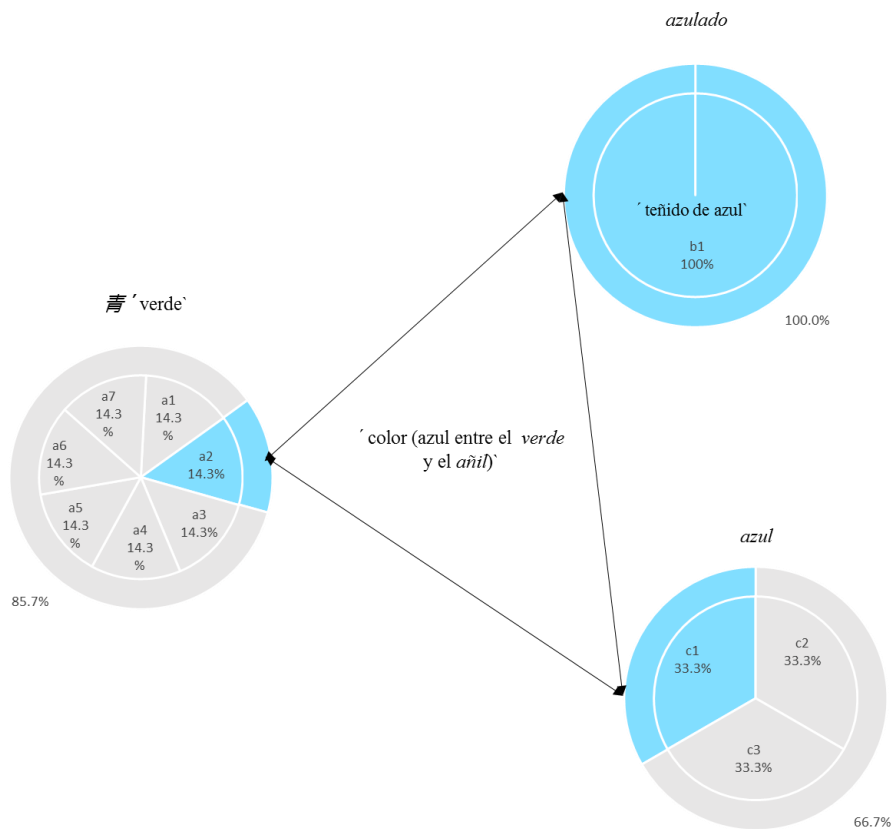 azulado
´ teñido de azul`
b1
100%
100.0%
青 ´ verde`
a7
14.3
%
a1
14.3
%
a6
14.3
%
a2
14.3%
a5
14.3
%
a3
14.3%
a4
14.3
%
85.7%
´ color (azul entre el verde
y el añil)`
azul
c1
33.3%
c2
33.3%
c3
33.3%
66.7%